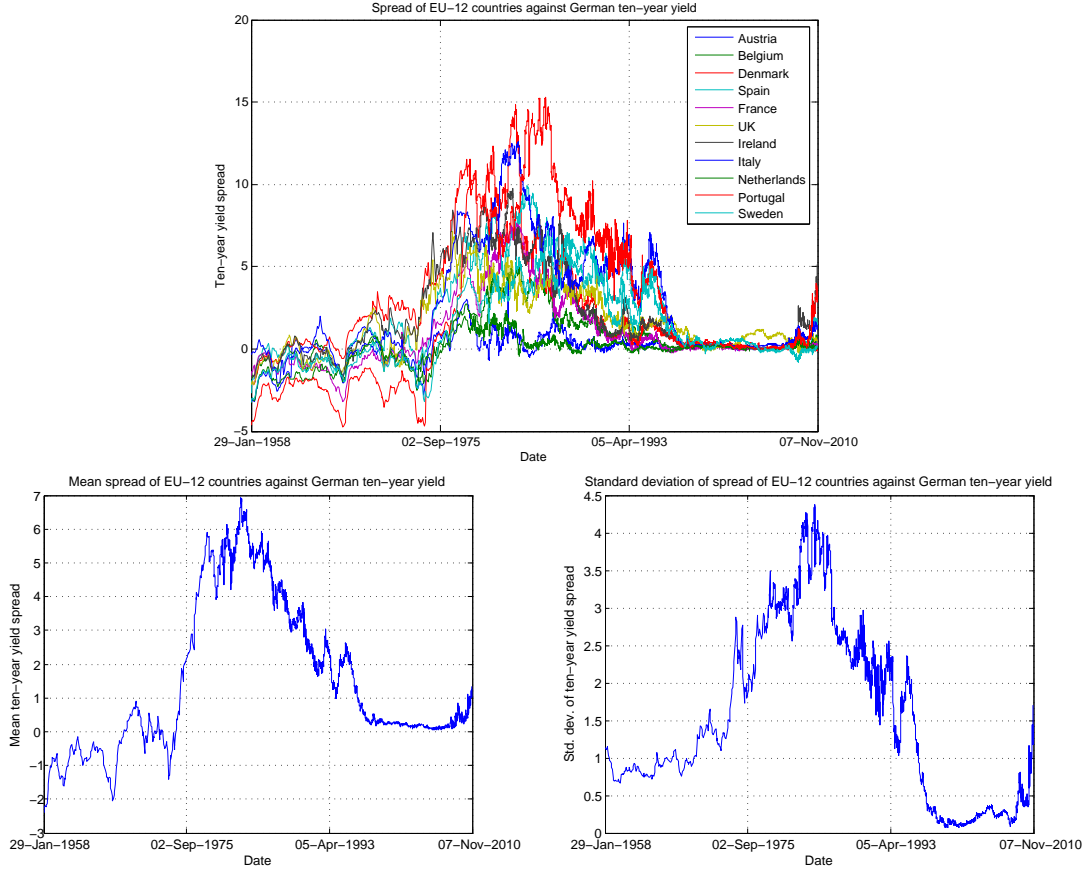 Spread of EU−12 countries against German ten−year yield
20
15
10
5
0
−5
Ten−year yield spread
29−Jan−1958
02−Sep−1975
05−Apr−1993
07−Nov−2010
Date
Austria
Belgium
Denmark
Spain
France
UK
Ireland
Italy
Netherlands
Portugal
Sweden
Mean spread of EU−12 countries against German ten−year yield
7
6
5
4
3
2
1
0
−1
−2
−3
Mean ten−year yield spread
29−Jan−1958
02−Sep−1975
05−Apr−1993
07−Nov−2010
Date
Standard deviation of spread of EU−12 countries against German ten−year yield
4.5
4
3.5
3
2.5
2
1.5
1
0.5
0
Std. dev. of ten−year yield spread
29−Jan−1958
02−Sep−1975
05−Apr−1993
07−Nov−2010
Date